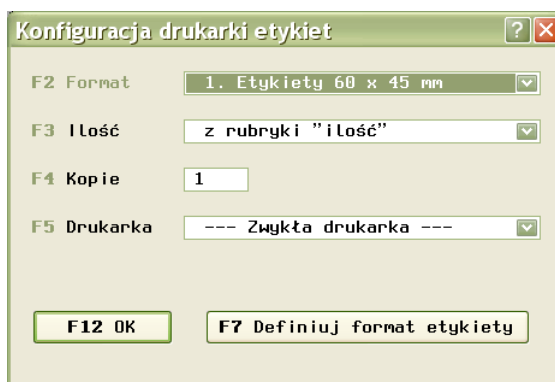 Konfiguracja drukarki etykiet
F2 Format 1. Etykiety 60 x 45 mm
F3 Ilość z rubryki "ilość"
F4 Kopie 1
F5 Drukarka --- Zwykła drukarka ---
F12 OK F7 Definiuj format etykiety